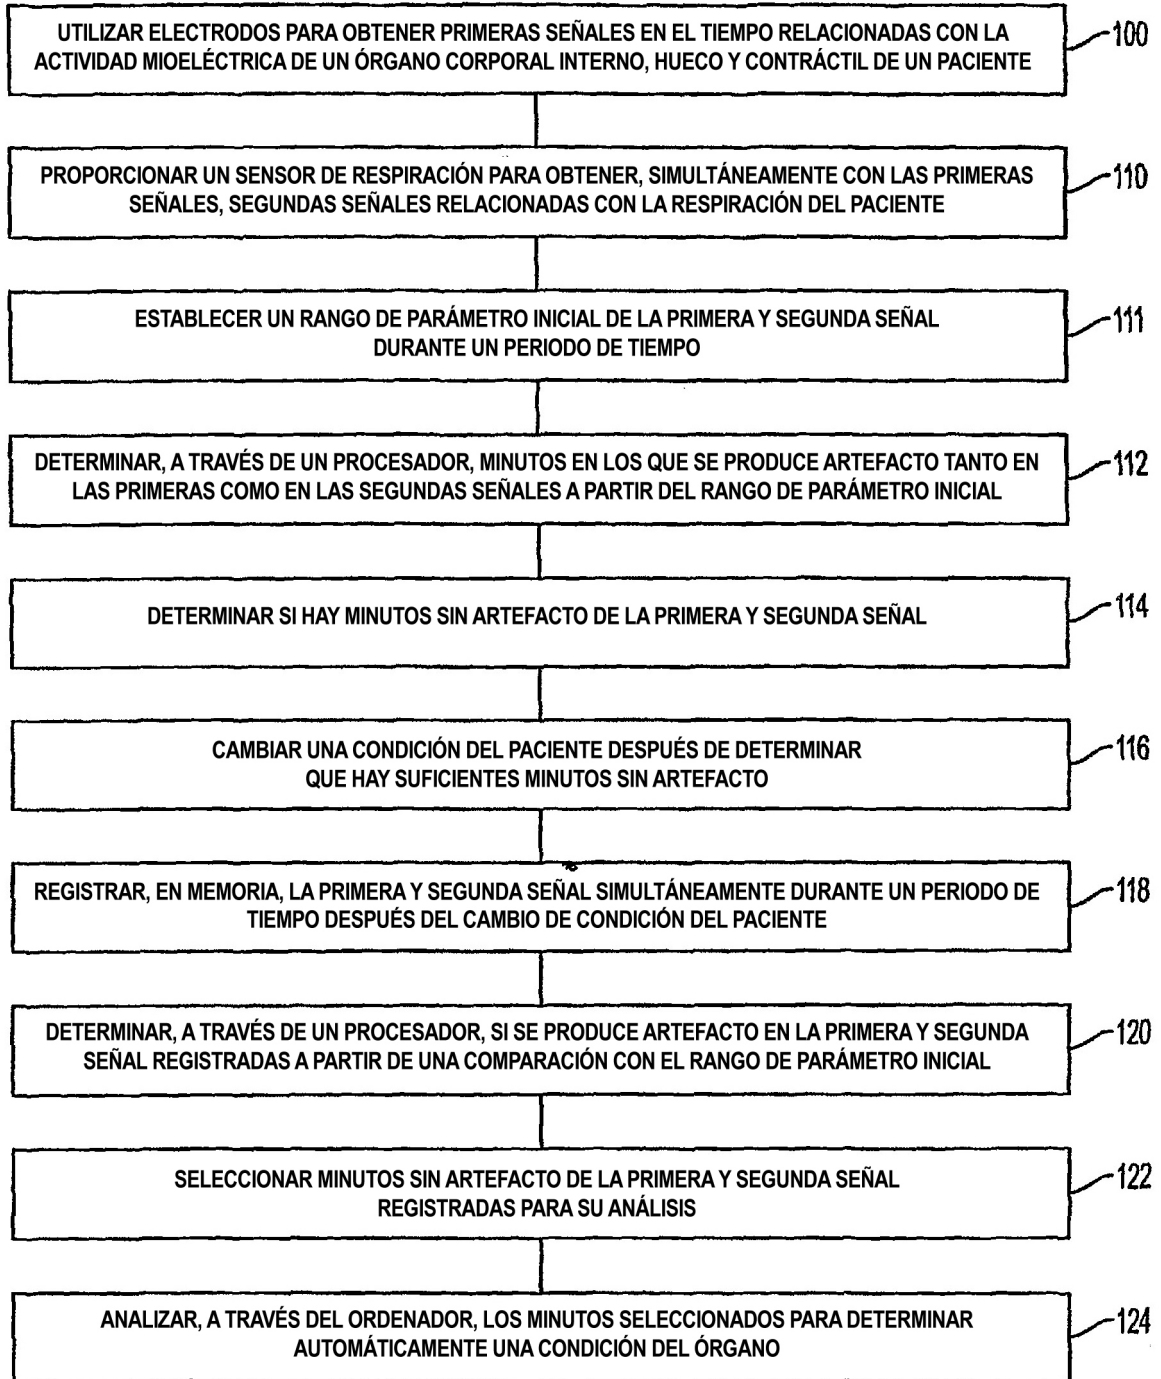 UTILIZAR ELECTRODOS PARA OBTENER PRIMERAS SEÑALES EN EL TIEMPO RELACIONADAS CON LA
ACTIVIDAD MIOELÉCTRICA DE UN ÓRGANO CORPORAL INTERNO, HUECO Y CONTRÁCTIL DE UN PACIENTE
100
PROPORCIONAR UN SENSOR DE RESPIRACIÓN PARA OBTENER, SIMULTÁNEAMENTE CON LAS PRIMERAS
SEÑALES, SEGUNDAS SEÑALES RELACIONADAS CON LA RESPIRACIÓN DEL PACIENTE
110
ESTABLECER UN RANGO DE PARÁMETRO INICIAL DE LA PRIMERA Y SEGUNDA SEÑAL
DURANTE UN PERIODO DE TIEMPO
111
DETERMINAR, A TRAVÉS DE UN PROCESADOR, MINUTOS EN LOS QUE SE PRODUCE ARTEFACTO TANTO EN
LAS PRIMERAS COMO EN LAS SEGUNDAS SEÑALES A PARTIR DEL RANGO DE PARÁMETRO INICIAL
112
DETERMINAR SI HAY MINUTOS SIN ARTEFACTO DE LA PRIMERA Y SEGUNDA SEÑAL
114
CAMBIAR UNA CONDICIÓN DEL PACIENTE DESPUÉS DE DETERMINAR
QUE HAY SUFICIENTES MINUTOS SIN ARTEFACTO
116
REGISTRAR, EN MEMORIA, LA PRIMERA Y SEGUNDA SEÑAL SIMULTÁNEAMENTE DURANTE UN PERIODO DE
TIEMPO DESPUÉS DEL CAMBIO DE CONDICIÓN DEL PACIENTE
118
DETERMINAR, A TRAVÉS DE UN PROCESADOR, SI SE PRODUCE ARTEFACTO EN LA PRIMERA Y SEGUNDA
SEÑAL REGISTRADAS A PARTIR DE UNA COMPARACIÓN CON EL RANGO DE PARÁMETRO INICIAL
120
SELECCIONAR MINUTOS SIN ARTEFACTO DE LA PRIMERA Y SEGUNDA SEÑAL
REGISTRADAS PARA SU ANÁLISIS
122
ANALIZAR, A TRAVÉS DEL ORDENADOR, LOS MINUTOS SELECCIONADOS PARA DETERMINAR
AUTOMÁTICAMENTE UNA CONDICIÓN DEL ÓRGANO
124